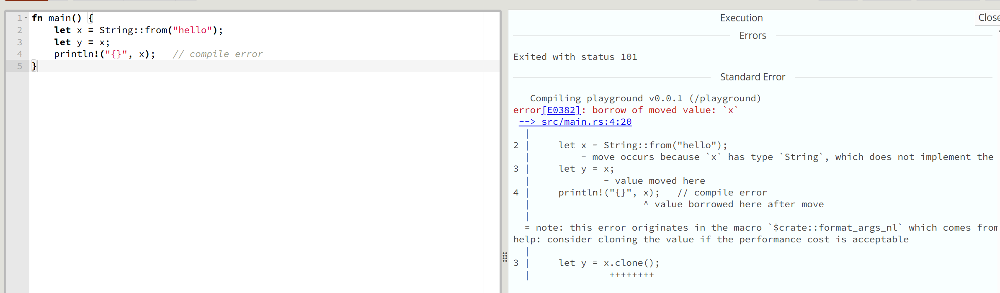 1 fn main() {
2     let x = String::from("hello");
3     let y = x;
4     println!("{}", x);   // compile error
5 }
Execution
Close
Errors
Exited with status 101
Standard Error
   Compiling playground v0.0.1 (/playground)
error[E0382]: borrow of moved value: `x`
 --> src/main.rs:4:20
  |
2 |     let x = String::from("hello");
  |         - move occurs because `x` has type `String`, which does not implement the
3 |     let y = x;
  |             - value moved here
4 |     println!("{}", x);   // compile error
  |                    ^ value borrowed here after move
  |
  = note: this error originates in the macro `$crate::format_args_nl` which comes from
help: consider cloning the value if the performance cost is acceptable
  |
3 |     let y = x.clone();
  |              ++++++++